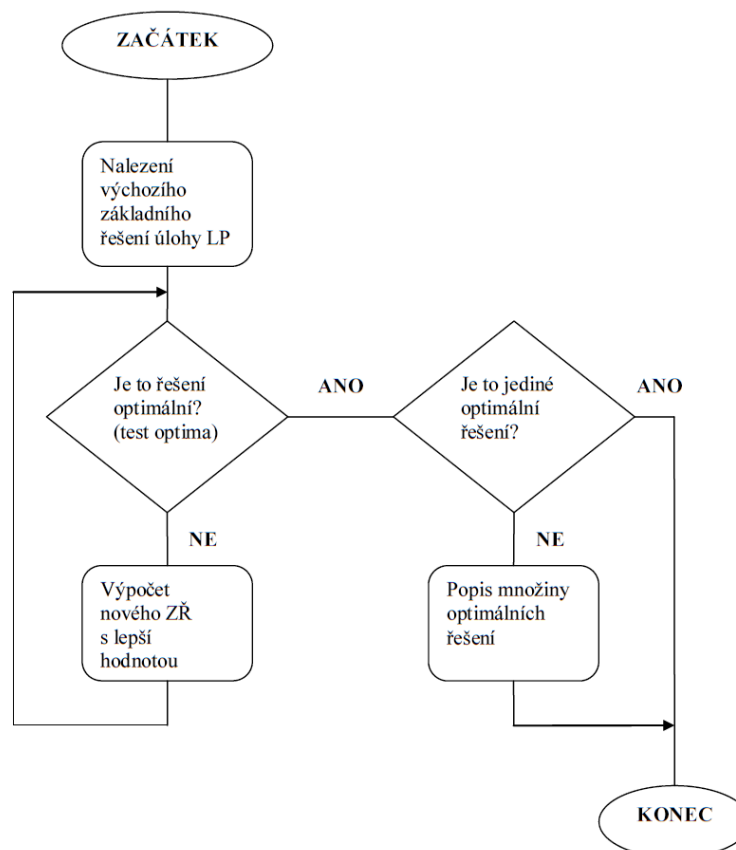 ZAČÁTEK
Nalezení
výchozího
základního
řešení úlohy LP
Je to řešení
optimální?
(test optima)
ANO
Je to jediné
optimální
řešení?
ANO
NE
Výpočet
nového ZŘ
s lepší
hodnotou
NE
Popis množiny
optimálních
řešení
KONEC